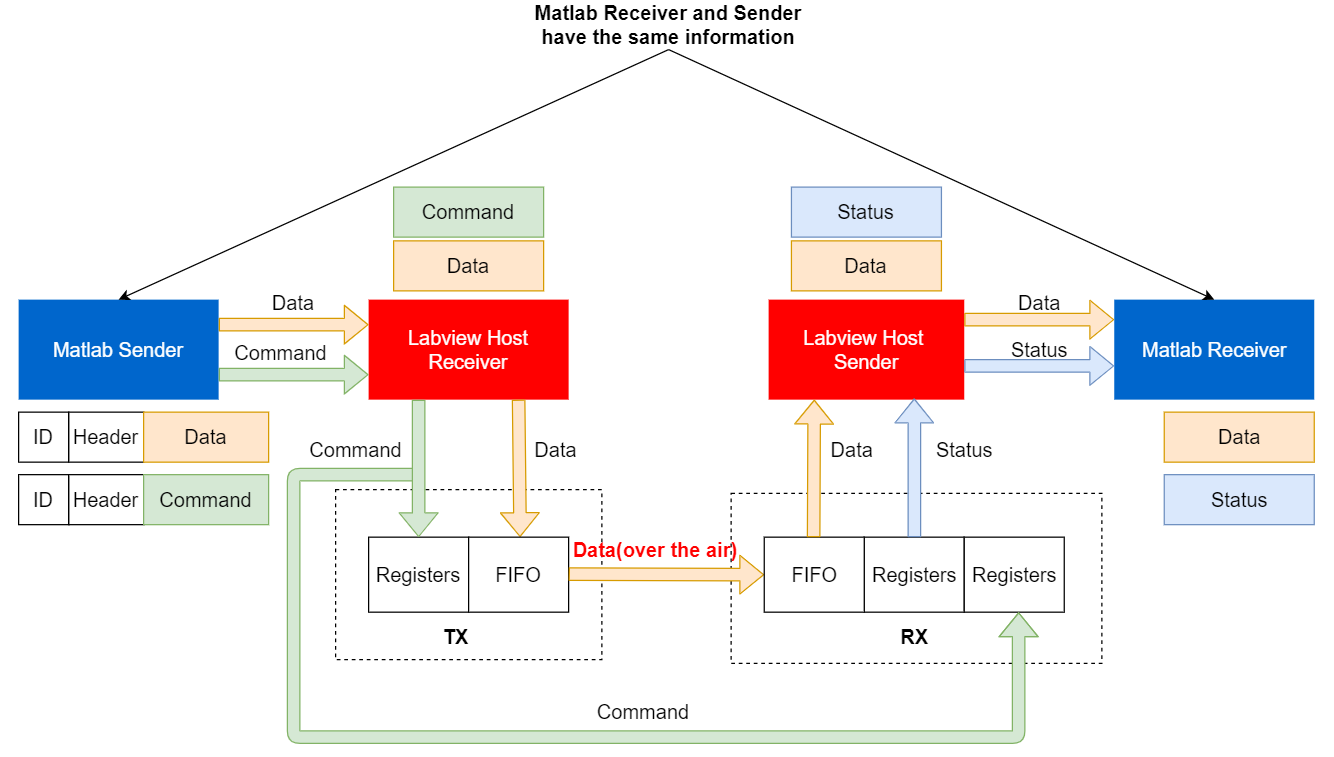 Matlab Receiver and Sender
have the same information
Command
Data
Status
Data
Matlab Sender
Data
Command
Labview Host
Receiver
Labview Host
Sender
Data
Status
Matlab Receiver
ID Header Data
ID Header Command
Command
Data
Data
Status
Data
Status
Data(over the air)
Registers FIFO
TX
FIFO Registers Registers
RX
Command